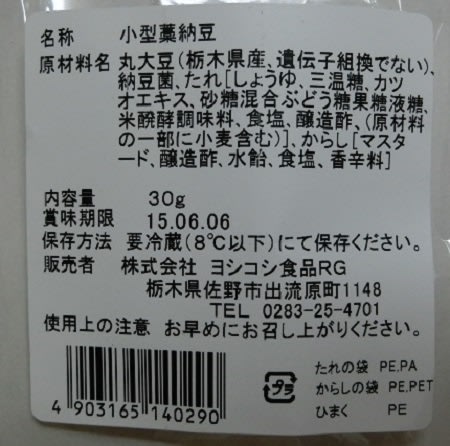 名称 小型藁納豆
原材料名 丸大豆(栃木県産、遺伝子組換でない)、
納豆菌、たれ[しょうゆ、三温糖、カツ
オエキス、砂糖混合ぶどう糖果糖液糖、
米醗酵調味料、食塩、醸造酢、(原材料
の一部に小麦含む)]、からし[マスタ
ード、醸造酢、水飴、食塩、香辛料]
内容量 30g
賞味期限 15.06.06
保存方法 要冷蔵(8℃以下)にて保存ください。
販売者 株式会社 ヨシコシ食品RG
栃木県佐野市出流原町1148
TEL 0283-25-4701
使用上の注意 お早めにお召し上がりください。
4 903165 140290
プラ
たれの袋 PE,PA
からしの袋 PE,PET
ひまく PE